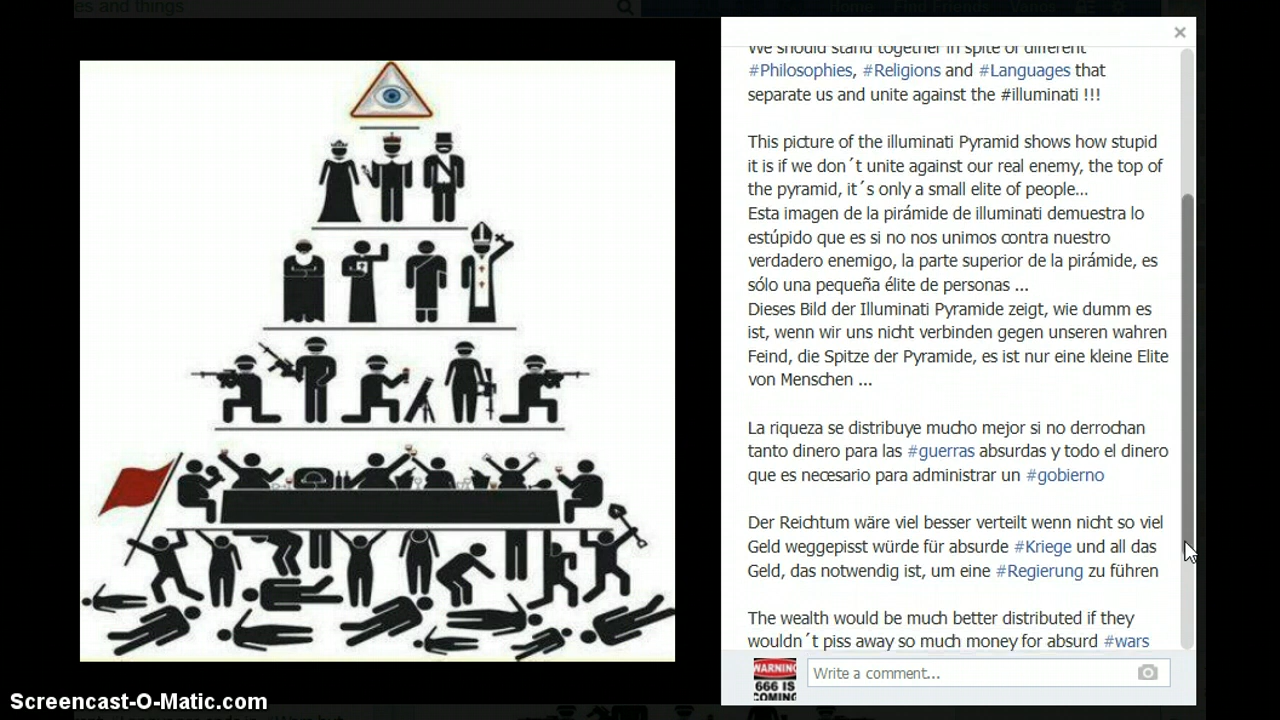 es and things
Home Find Friends
We should stand together in spite of different
#Philosophies, #Religions and #Languages that
separate us and unite against the #illuminati !!!
This picture of the illuminati Pyramid shows how stupid
it is if we don´t unite against our real enemy, the top of
the pyramid, it´s only a small elite of people...
Esta imagen de la pirámide de illuminati demuestra lo
estúpido que es si no nos unimos contra nuestro
verdadero enemigo, la parte superior de la pirámide, es
sólo una pequeña élite de personas ...
Dieses Bild der Illuminati Pyramide zeigt, wie dumm es
ist, wenn wir uns nicht verbinden gegen unseren wahren
Feind, die Spitze der Pyramide, es ist nur eine kleine Elite
von Menschen ...
La riqueza se distribuye mucho mejor si no derrochan
tanto dinero para las #guerras absurdas y todo el dinero
que es necesario para administrar un #gobierno
Der Reichtum wäre viel besser verteilt wenn nicht so viel
Geld weggepisst würde für absurde #Kriege und all das
Geld, das notwendig ist, um eine #Regierung zu führen
The wealth would be much better distributed if they
wouldn´t piss away so much money for absurd #wars
WARNING
666 IS
COMING
Write a comment...
Screencast-O-Matic.com